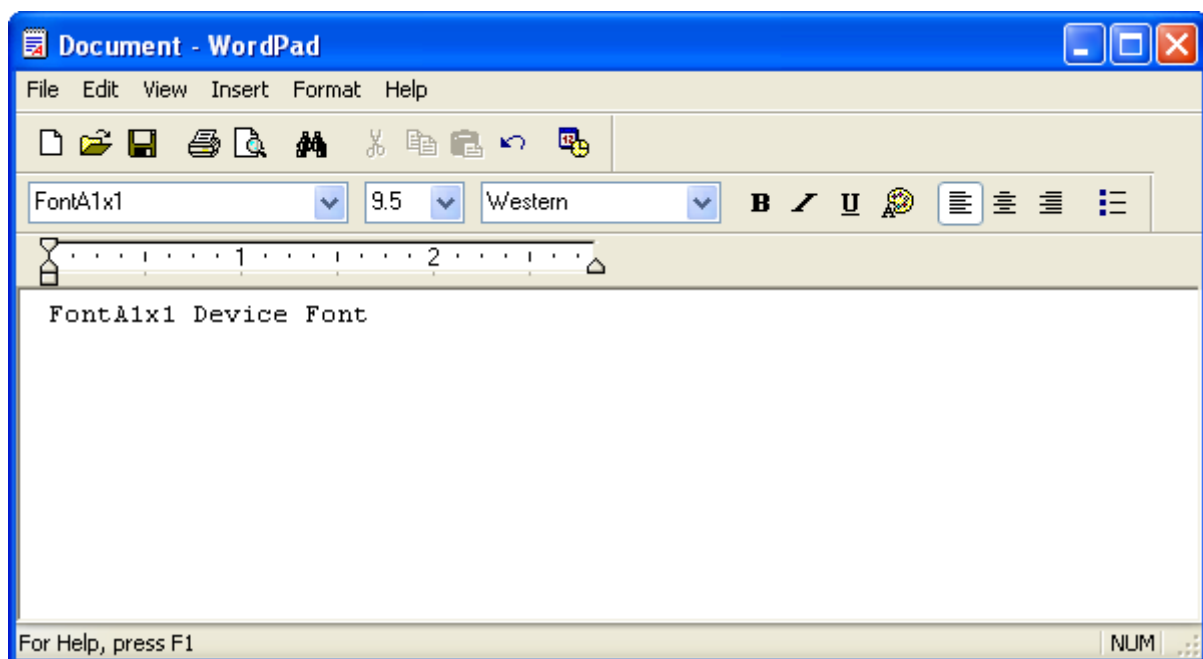 Document - WordPad
File Edit View Insert Format Help
FontA1x1 9.5 Western B I U
1 2
FontA1x1 Device Font
For Help, press F1 NUM